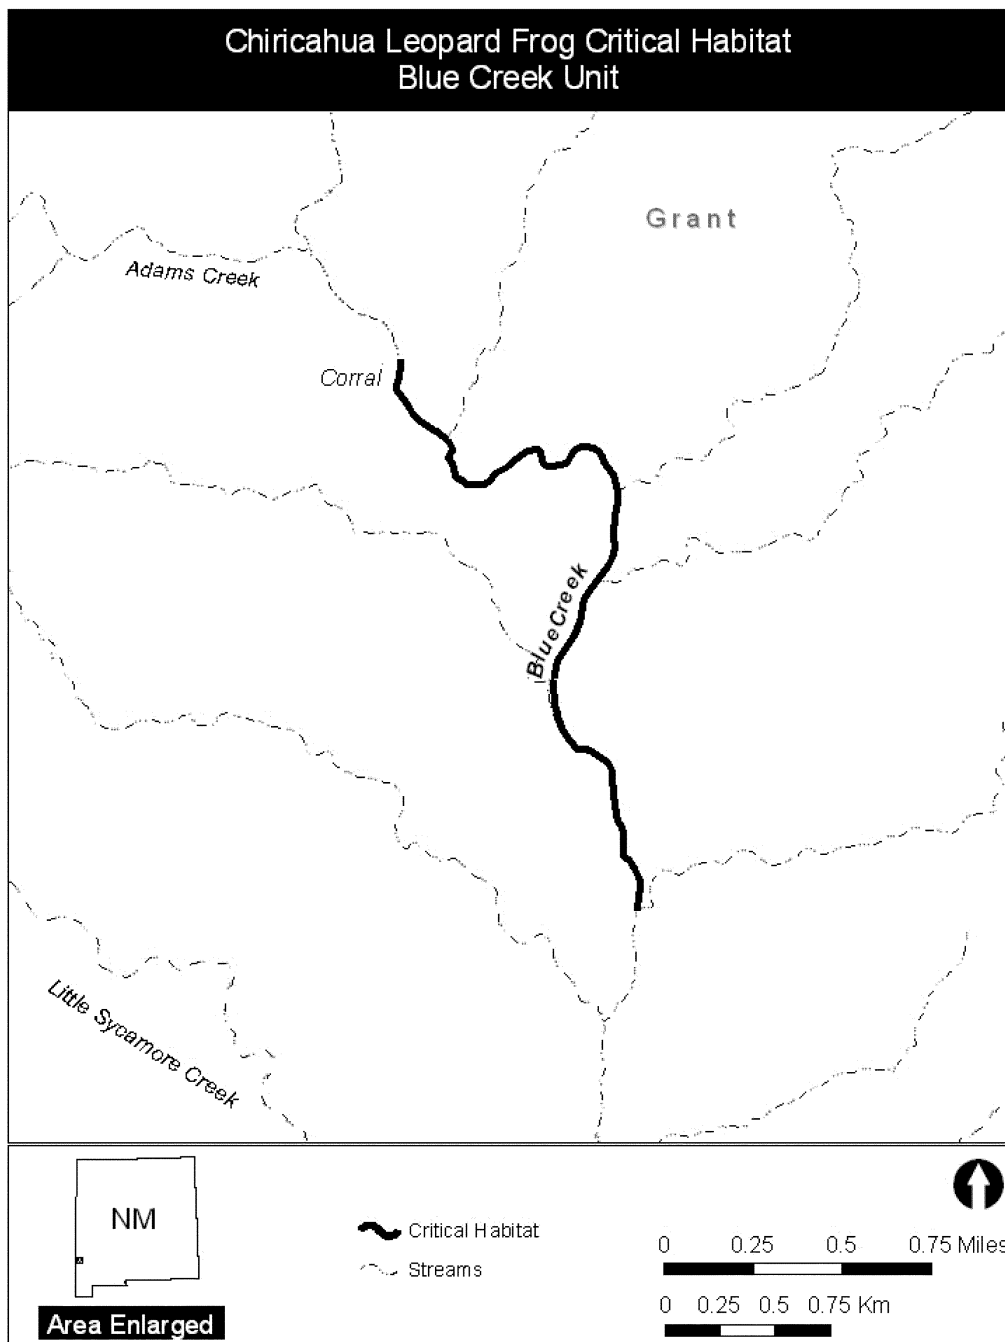 Chiricahua Leopard Frog Critical Habitat
Blue Creek Unit
Grant
Adams Creek
Corral
Blue Creek
Little Sycamore Creek
NM
Area Enlarged
Critical Habitat
Streams
0 0.25 0.5 0.75 Miles
0 0.25 0.5 0.75 Km